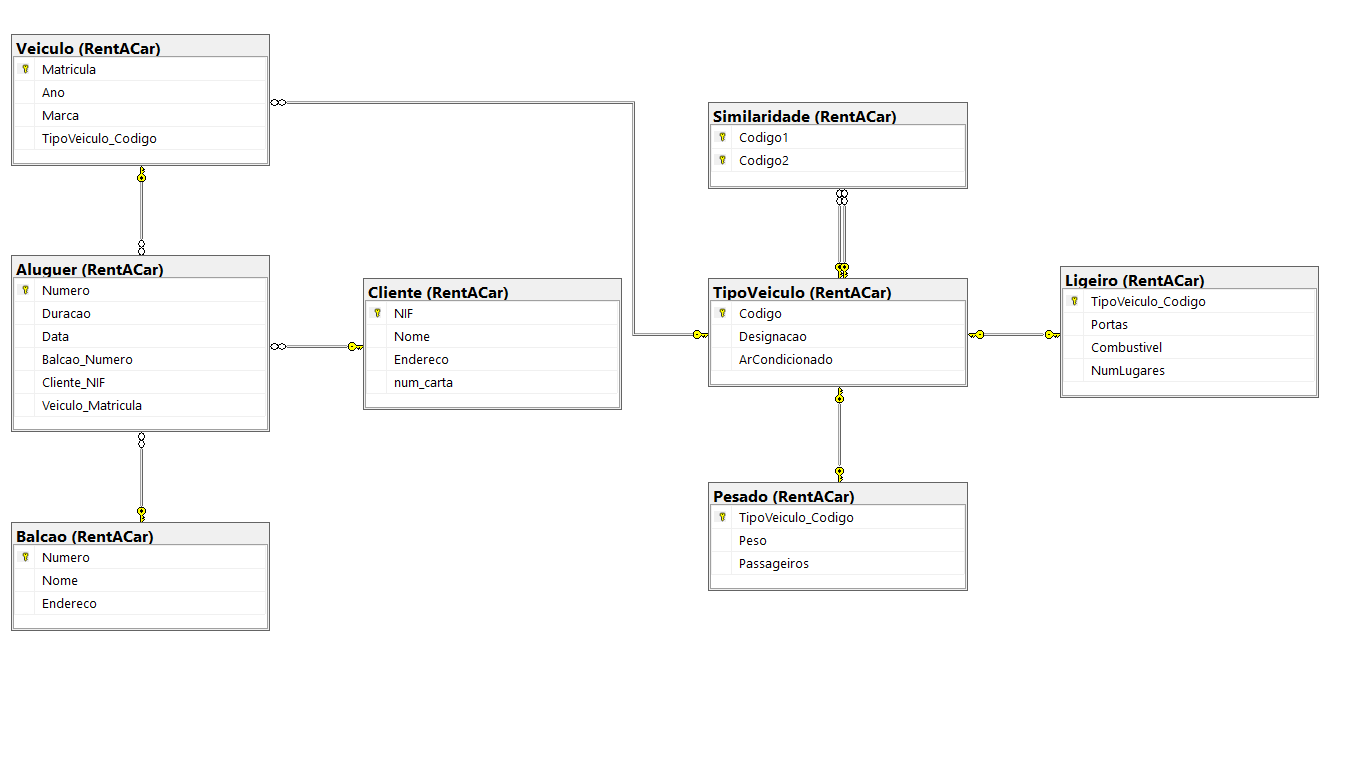 Veiculo (RentACar)
Matricula
Ano
Marca
TipoVeiculo_Codigo
Aluguer (RentACar)
Numero
Duracao
Data
Balcao_Numero
Cliente_NIF
Veiculo_Matricula
Balcao (RentACar)
Numero
Nome
Endereco
Cliente (RentACar)
NIF
Nome
Endereco
num_carta
Similaridade (RentACar)
Codigo1
Codigo2
TipoVeiculo (RentACar)
Codigo
Designacao
ArCondicionado
Pesado (RentACar)
TipoVeiculo_Codigo
Peso
Passageiros
Ligeiro (RentACar)
TipoVeiculo_Codigo
Portas
Combustivel
NumLugares